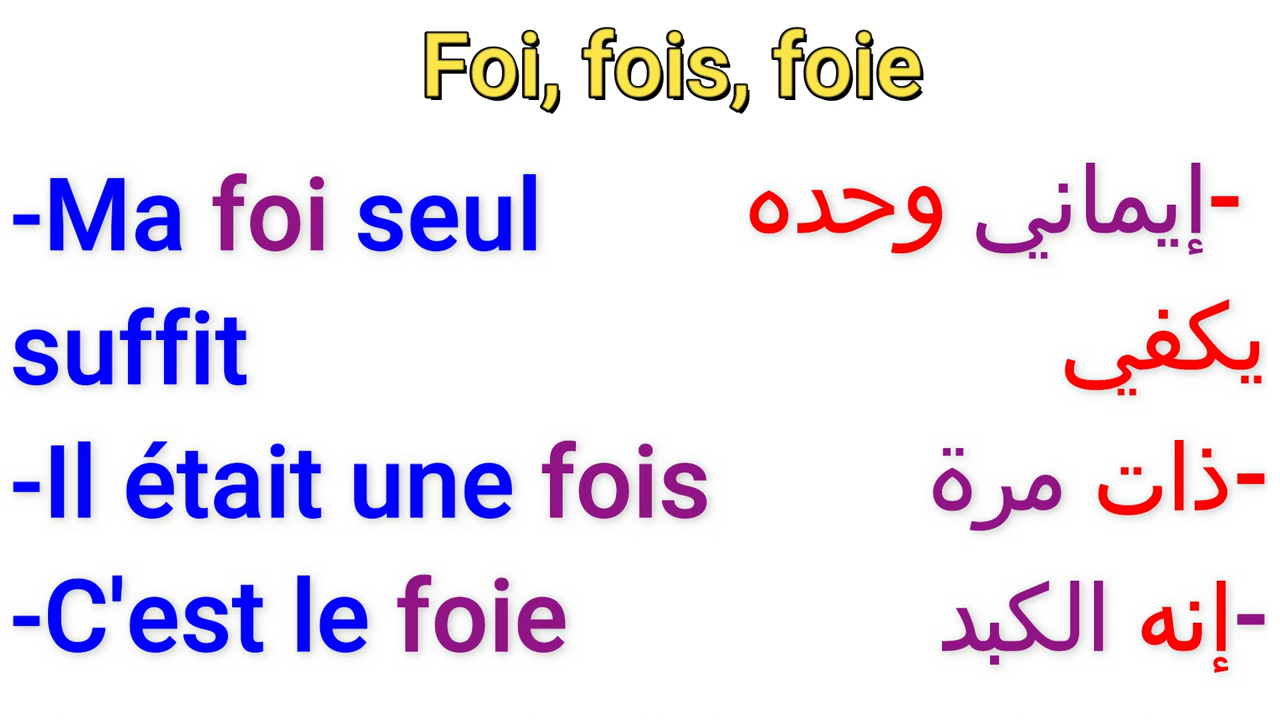 Foi, fois, foie
-Ma foi seul
suffit
-Il était une fois
-C'est le foie
-إيماني وحده
يكفي
-ذات مرة
-إنه الكبد